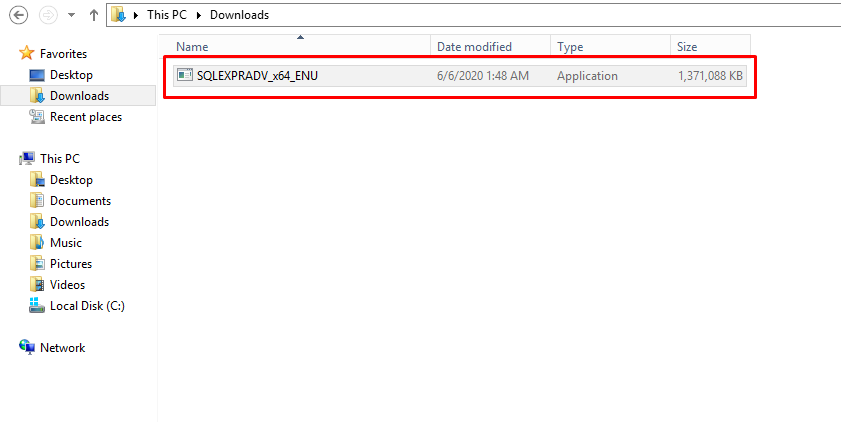 This PC Downloads
Name Date modified Type Size
SQLEXPRADV_x64_ENU 6/6/2020 1:48 AM Application 1,371,088 KB
Favorites
Desktop
Downloads
Recent places
This PC
Desktop
Documents
Downloads
Music
Pictures
Videos
Local Disk (C:)
Network